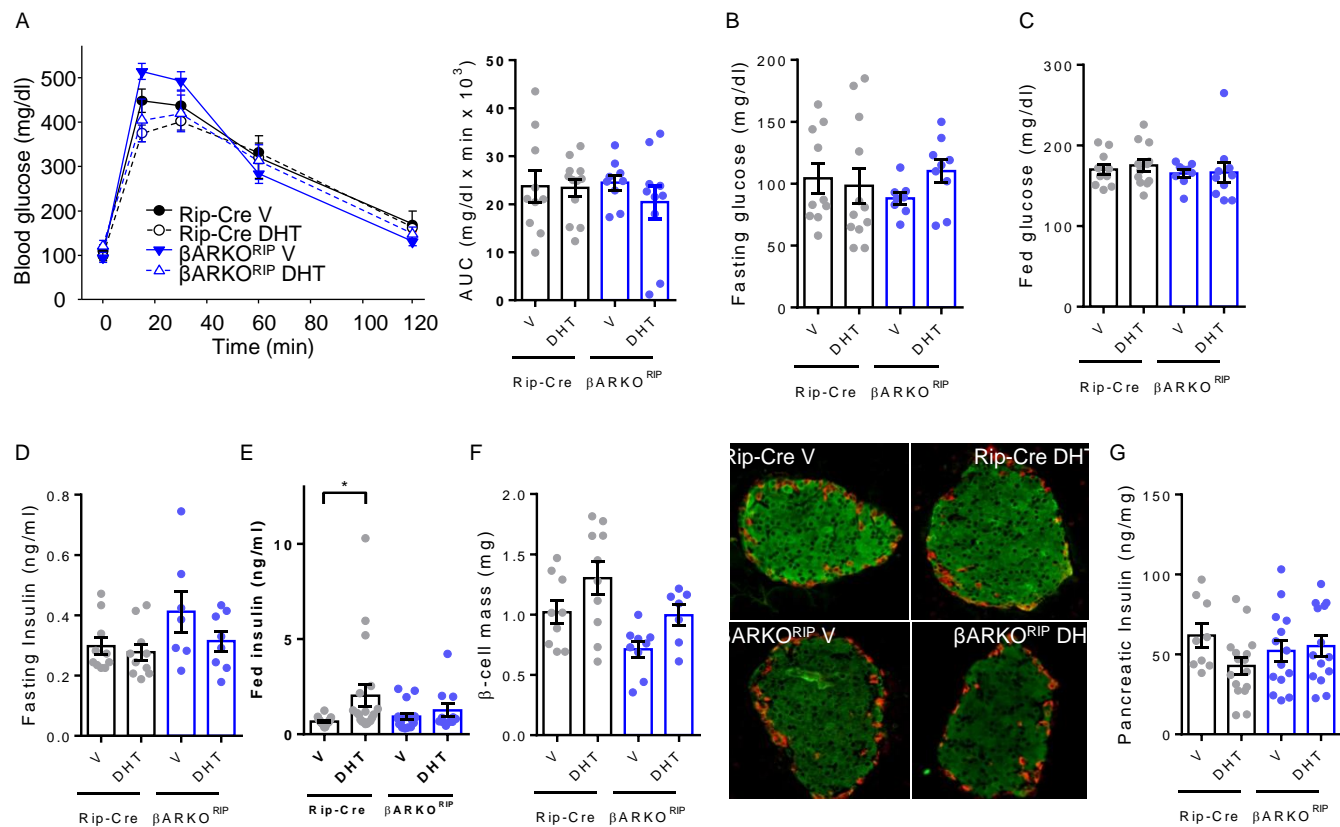 A
Blood glucose (mg/dl)
500
400
300
200
100
0
Rip-Cre V
Rip-Cre DHT
βARKO^RIP V
βARKO^RIP DHT
0 20 40 60 80 100 120
Time (min)
AUC (mg/dl x min x 10^3)
50
40
30
20
10
0
V DHT V DHT
Rip-Cre βARKO^RIP
B
Fasting glucose (mg/dl)
200
150
100
50
0
V DHT V DHT
Rip-Cre βARKO^RIP
C
Fed glucose (mg/dl)
300
200
100
0
V DHT V DHT
Rip-Cre βARKO^RIP
D
Fasting Insulin (ng/ml)
0.8
0.6
0.4
0.2
0.0
V DHT V DHT
Rip-Cre βARKO^RIP
E
Fed Insulin (ng/ml)
*
10
5
0
V DHT V DHT
Rip-Cre βARKO^RIP
F
β-cell mass (mg)
2.0
1.5
1.0
0.5
0.0
V DHT V DHT
Rip-Cre βARKO^RIP
Rip-Cre V
Rip-Cre DHT
βARKO^RIP V
βARKO^RIP DH
G
Pancreatic Insulin (ng/mg)
150
100
50
0
V DHT V DHT
Rip-Cre βARKO^RIP